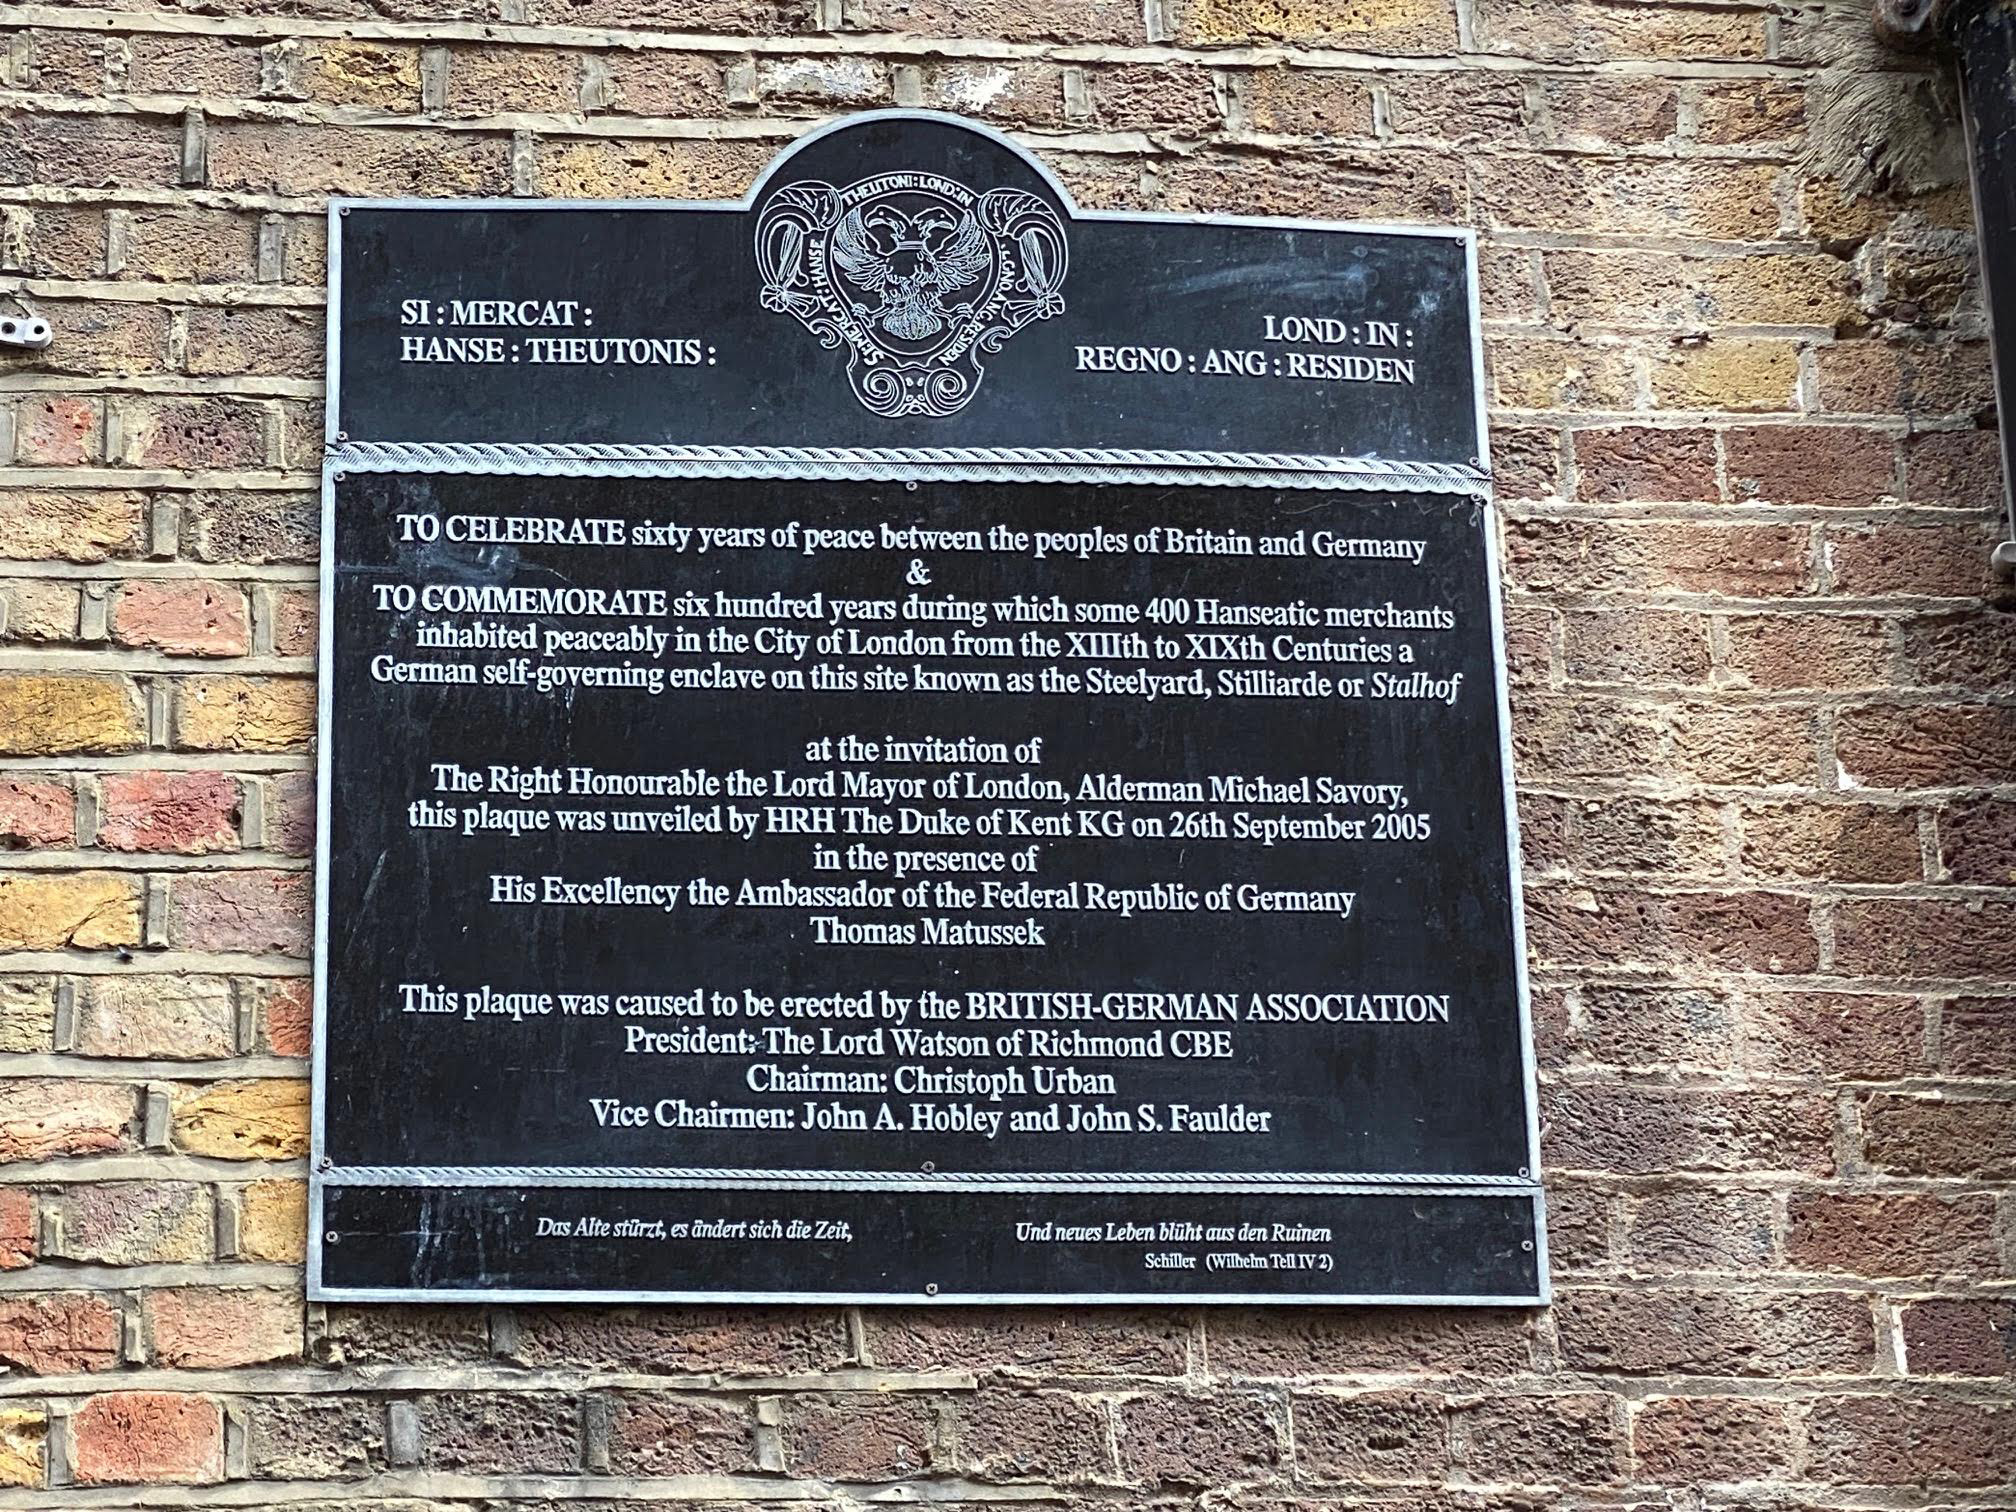 THEUTONI : LOND : IN
SI : MERCAT :
HANSE : THEUTONIS :
LOND : IN :
REGNO : ANG : RESIDEN
TO CELEBRATE sixty years of peace between the peoples of Britain and Germany
&
TO COMMEMORATE six hundred years during which some 400 Hanseatic merchants
inhabited peaceably in the City of London from the XIIIth to XIXth Centuries a
German self-governing enclave on this site known as the Steelyard, Stilliarde or Stalhof
at the invitation of
The Right Honourable the Lord Mayor of London, Alderman Michael Savory,
this plaque was unveiled by HRH The Duke of Kent KG on 26th September 2005
in the presence of
His Excellency the Ambassador of the Federal Republic of Germany
Thomas Matussek
This plaque was caused to be erected by the BRITISH-GERMAN ASSOCIATION
President: The Lord Watson of Richmond CBE
Chairman: Christoph Urban
Vice Chairmen: John A. Hobley and John S. Faulder
Das Alte stürzt, es ändert sich die Zeit,
Und neues Leben blüht aus den Ruinen
Schiller (Wilhelm Tell IV 2)